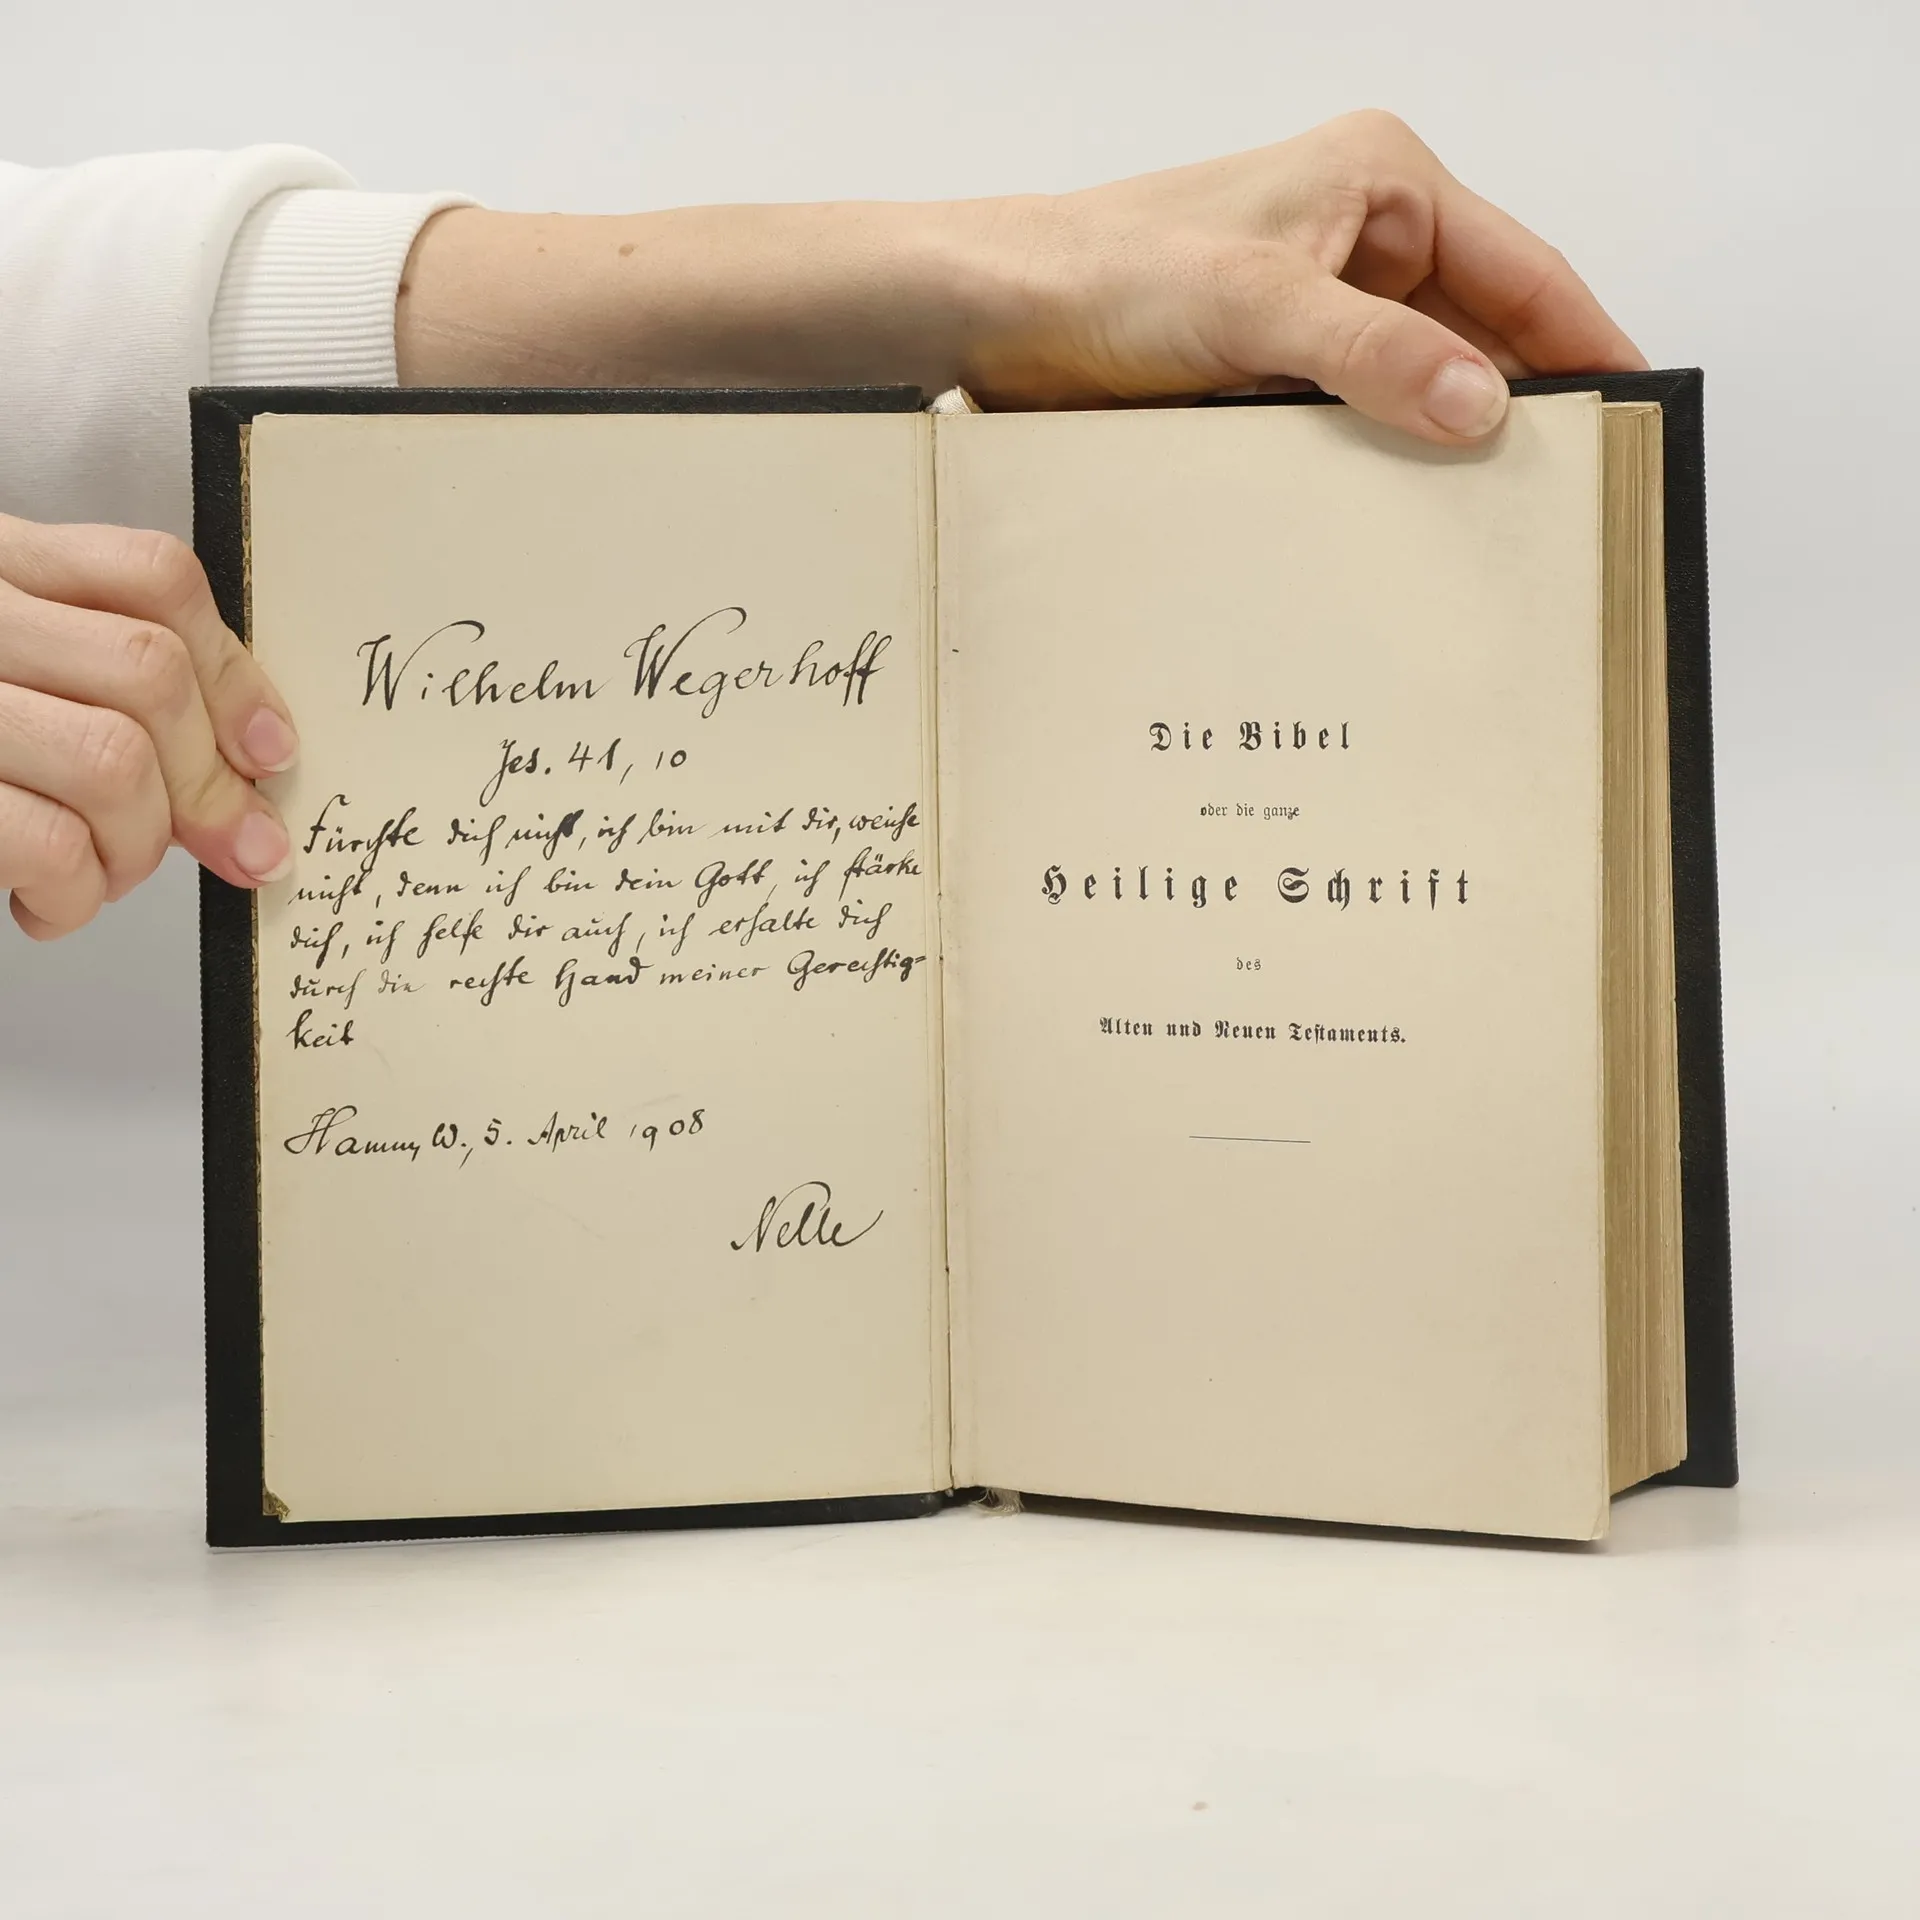 Wilhelm Wegerhoff
Jes. 41, 10
Fürchte dich nicht, ich bin mit dir, weiche
nicht, denn ich bin dein Gott, ich stärke
dich, ich helfe dir auch, ich erhalte dich
durch die rechte Hand meiner Gerechtig=
keit
Hamm, W., 5. April 1908
Nelle
Die Bibel
oder die ganze
Heilige Schrift
des
Alten und Neuen Testaments.